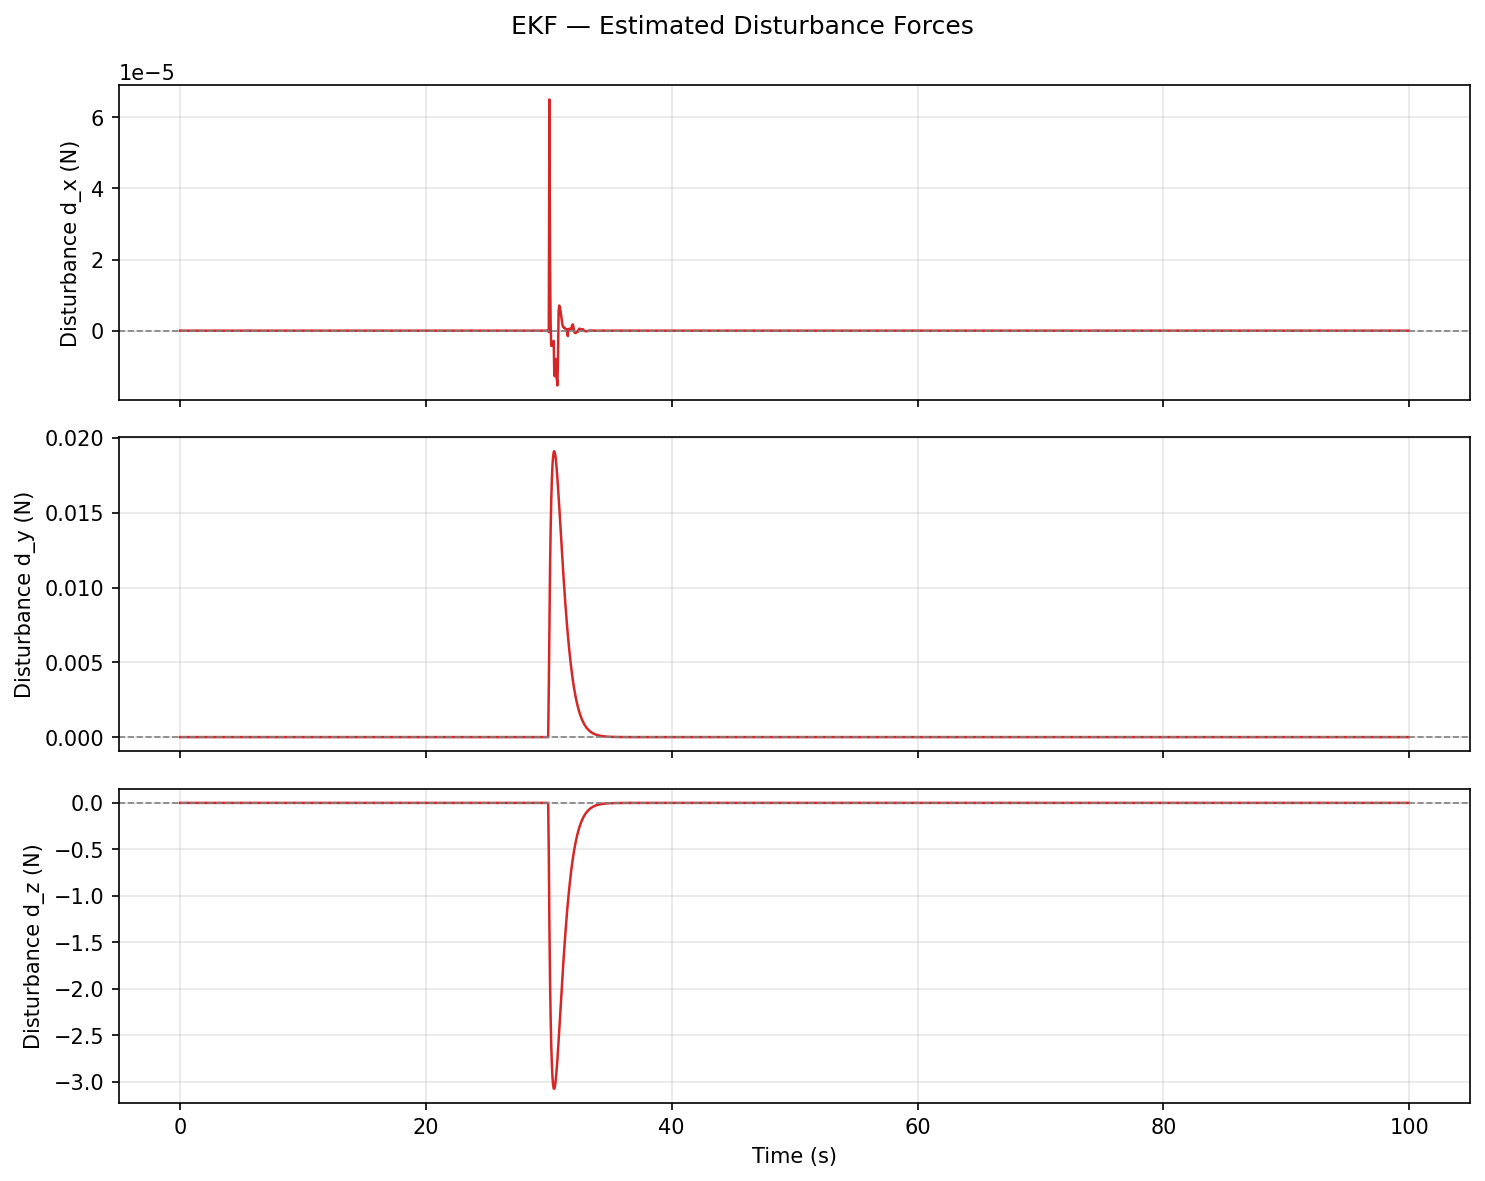 EKF — Estimated Disturbance Forces
1e−5
6
4
2
0
Disturbance d_x (N)
0.020
0.015
0.010
0.005
0.000
Disturbance d_y (N)
0.0
−0.5
−1.0
−1.5
−2.0
−2.5
−3.0
Disturbance d_z (N)
0 20 40 60 80 100
Time (s)